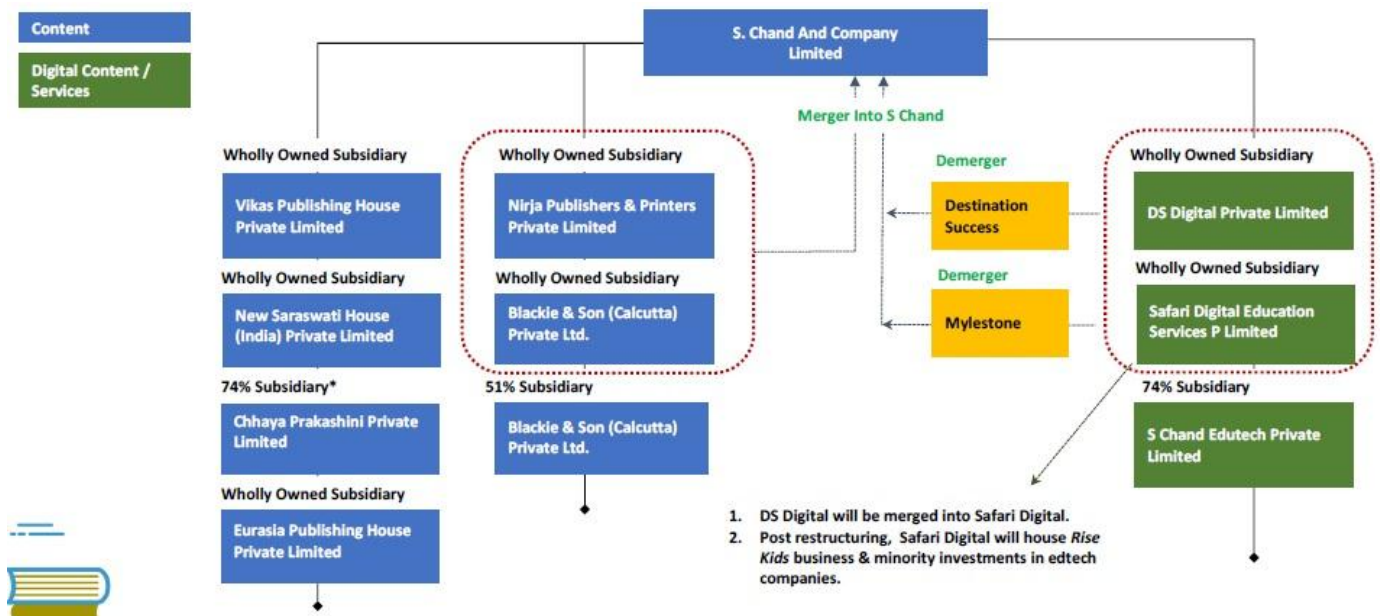 Content
Digital Content /
Services
S. Chand And Company
Limited
Merger Into S Chand
Wholly Owned Subsidiary
Vikas Publishing House
Private Limited
Wholly Owned Subsidiary
New Saraswati House
(India) Private Limited
74% Subsidiary*
Chhaya Prakashini Private
Limited
Wholly Owned Subsidiary
Eurasia Publishing House
Private Limited
Wholly Owned Subsidiary
Nirja Publishers & Printers
Private Limited
Wholly Owned Subsidiary
Blackie & Son (Calcutta)
Private Ltd.
51% Subsidiary
Blackie & Son (Calcutta)
Private Ltd.
Demerger
Destination
Success
Demerger
Mylestone
Wholly Owned Subsidiary
DS Digital Private Limited
Wholly Owned Subsidiary
Safari Digital Education
Services P Limited
74% Subsidiary
S Chand Edutech Private
Limited
1. DS Digital will be merged into Safari Digital.
2. Post restructuring, Safari Digital will house Rise
Kids business & minority investments in edtech
companies.